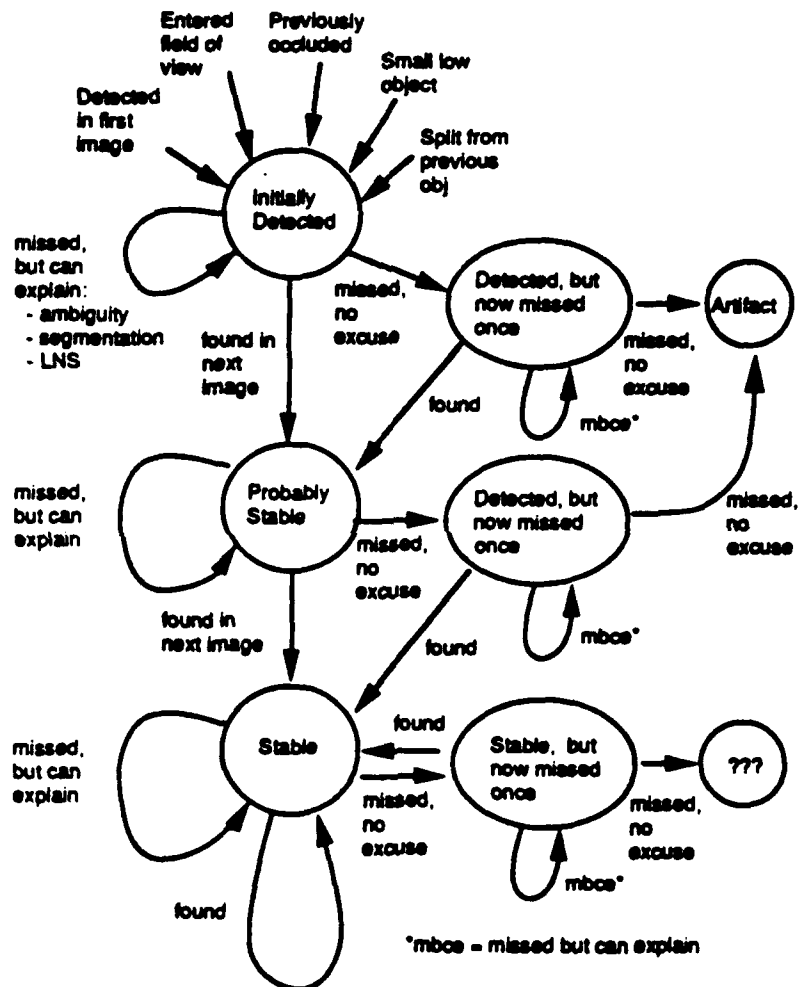 Entered
field of
view
Previously
occluded
Small low
object
Detected
in first
image
Split from
previous
obj
Initially
Detected
missed,
but can
explain:
- ambiguity
- segmentation
- LNS
missed,
no
excuse
Detected, but
now missed
once
Artifact
missed,
no
excuse
found in
next
image
found
mbce*
missed,
but can
explain
Probably
Stable
missed,
no
excuse
Detected, but
now missed
once
missed,
no
excuse
found in
next image
found
mbce*
missed,
but can
explain
Stable
found
missed,
no
excuse
Stable, but
now missed
once
???
missed,
no
excuse
mbce*
found
*mbce = missed but can explain